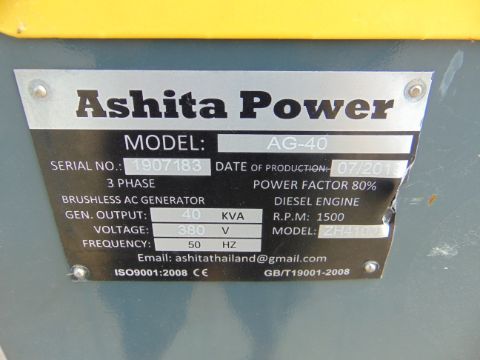 Ashita Power
MODEL: AG-40
SERIAL NO: 1907183 DATE OF PRODUCTION: 07/2019
3 PHASE POWER FACTOR 80%
BRUSHLESS AC GENERATOR DIESEL ENGINE
GEN. OUTPUT: 40 KVA R.P.M: 1500
VOLTAGE: 380 V MODEL:
FREQUENCY: 50 HZ
Email: ashitathailand@gmail.com
ISO9001:2008 CE GB/T19001-2008